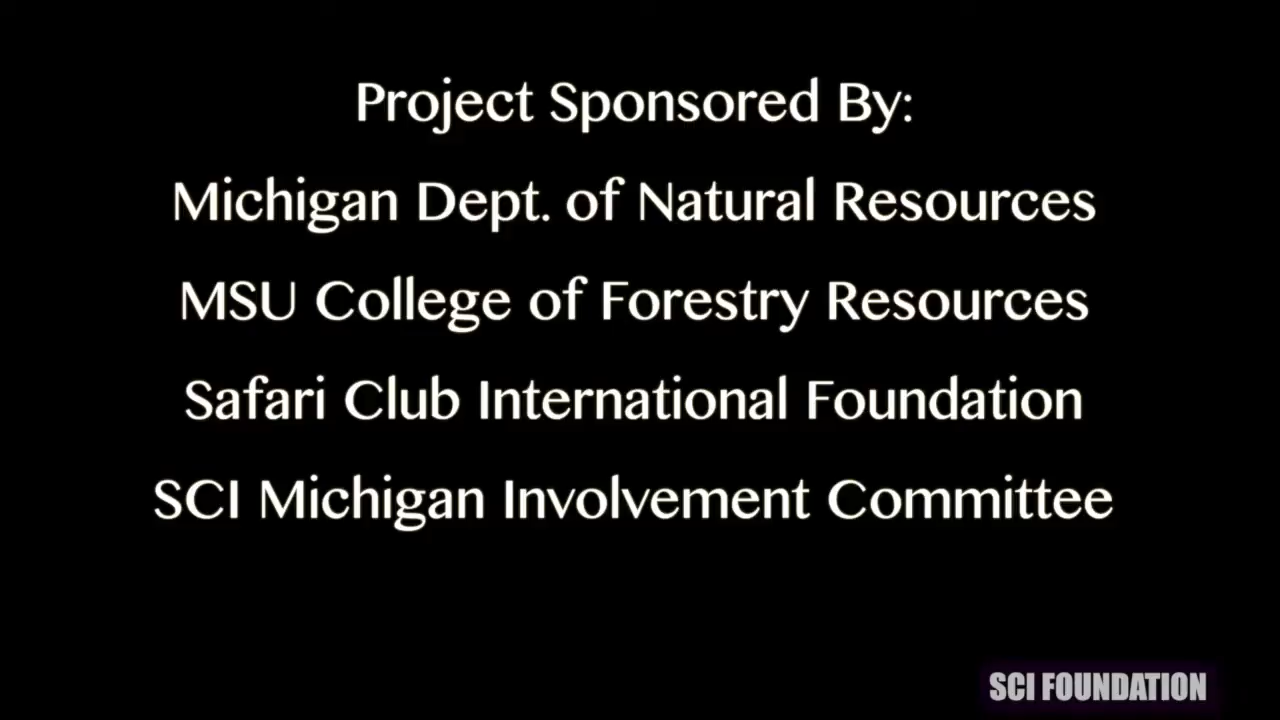 Project Sponsored By:
Michigan Dept. of Natural Resources
MSU College of Forestry Resources
Safari Club International Foundation
SCI Michigan Involvement Committee
SCI FOUNDATION